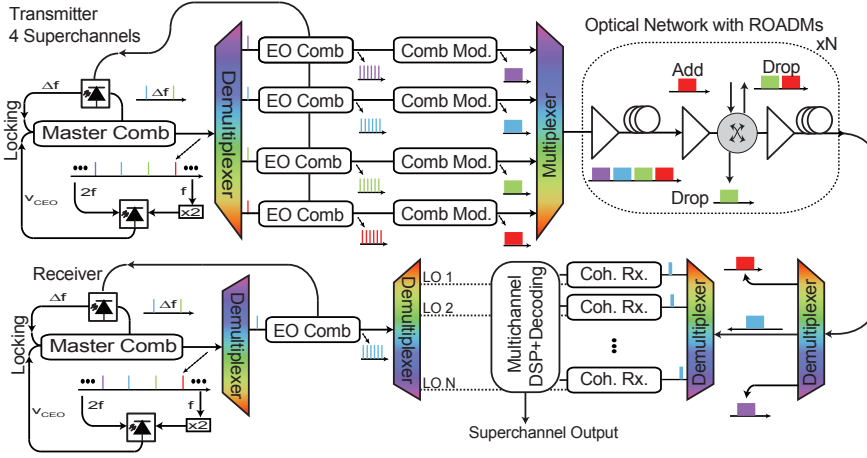 Transmitter
4 Superchannels
Δf
Δf
Locking
Master Comb
2f
f
x2
vCEO
Demultiplexer
EO Comb
Comb Mod.
EO Comb
Comb Mod.
EO Comb
Comb Mod.
EO Comb
Comb Mod.
Multiplexer
Optical Network with ROADMs
xN
Add
Drop
Drop
Receiver
Δf
Δf
Locking
Master Comb
2f
f
x2
vCEO
Demultiplexer
EO Comb
Demultiplexer
LO 1
LO 2
LO N
Multichannel
DSP+Decoding
Superchannel Output
Coh. Rx.
Coh. Rx.
Coh. Rx.
Demultiplexer
Demultiplexer